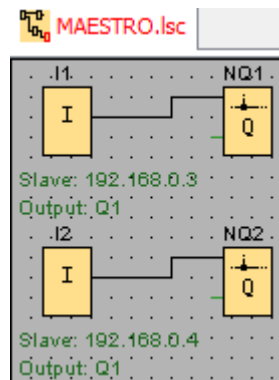 MAESTRO.lsc
I1 NQ1
I
Q
Slave: 192.168.0.3
Output: Q1
I2 NQ2
I
Q
Slave: 192.168.0.4
Output: Q1